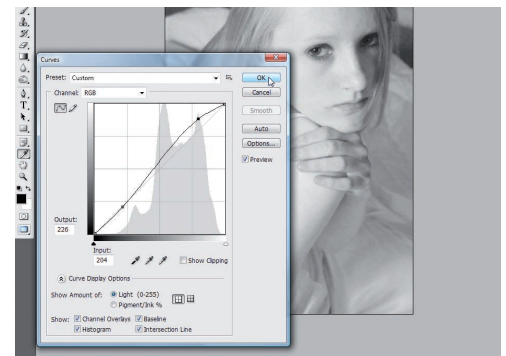 Curves
Preset: Custom
OK
Channel: RGB
Cancel
Smooth
Auto
Options...
Preview
Output:
226
Input:
204
Show Clipping
Curve Display Options
Show Amount of: Light (0-255)
Pigment/Ink %
Show: Channel Overlays Baseline
Histogram Intersection Line
T